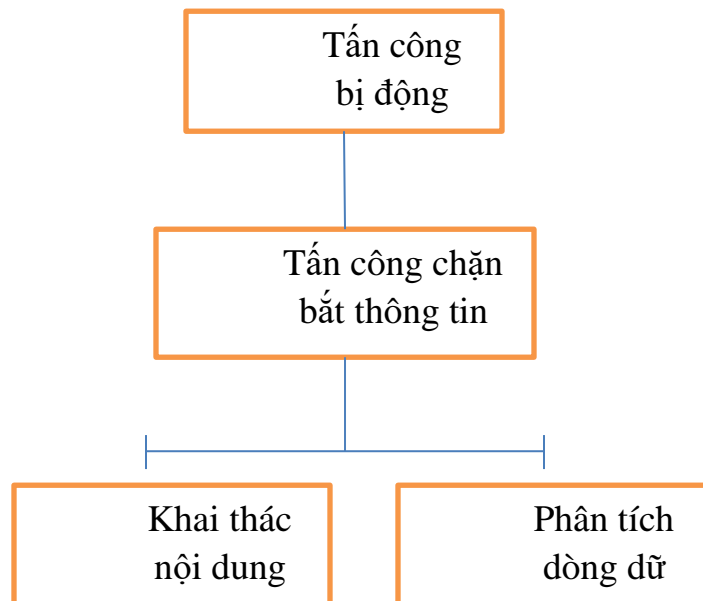 Tấn công
bị động
Tấn công chặn
bắt thông tin
Khai thác
nội dung
Phân tích
dòng dữ